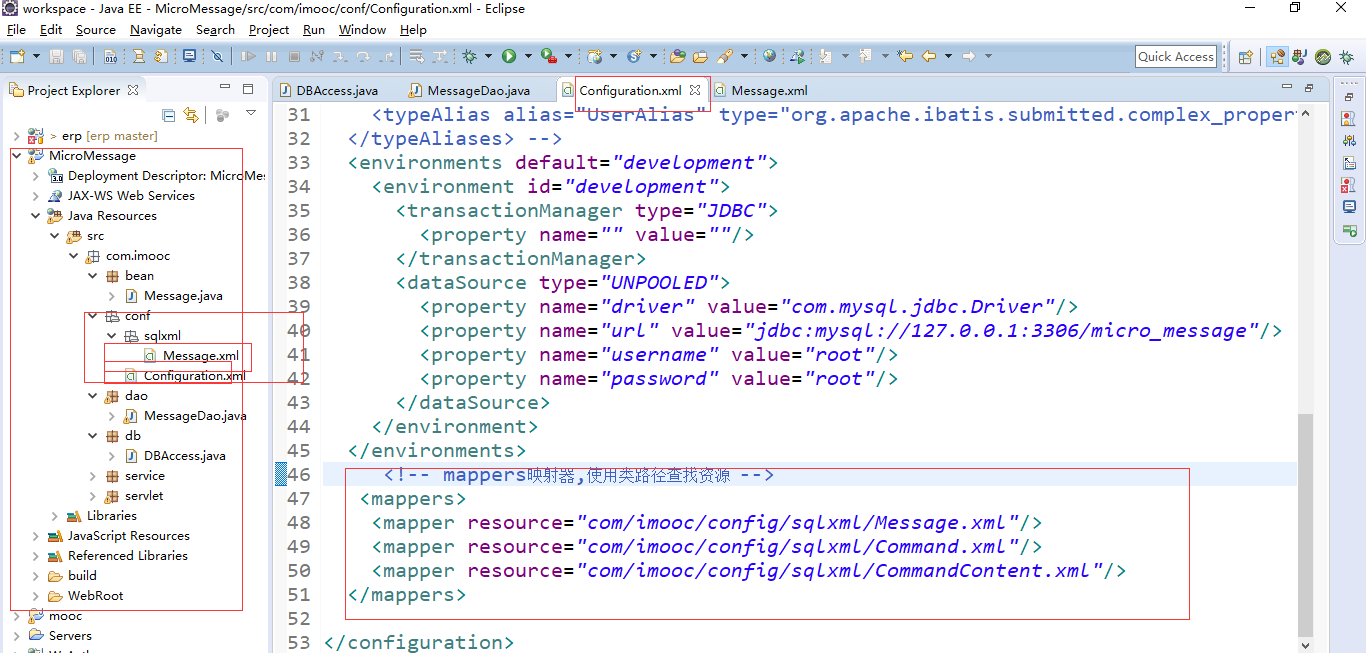 workspace - Java EE - MicroMessage/src/com/imooc/conf/Configuration.xml - Eclipse
File Edit Source Navigate Search Project Run Window Help
Quick Access
Project Explorer
DBAccess.java MessageDao.java Configuration.xml Message.xml
> erp [erp master]
MicroMessage
Deployment Descriptor: MicroMes
JAX-WS Web Services
Java Resources
src
com.imooc
bean
Message.java
conf
sqlxml
Message.xml
Configuration.xml
dao
MessageDao.java
db
DBAccess.java
service
servlet
Libraries
JavaScript Resources
Referenced Libraries
build
WebRoot
mooc
Servers
31 <typeAlias alias="UserAlias" type="org.apache.ibatis.submitted.complex_prope
32 </typeAliases> -->
33 <environments default="development">
34 <environment id="development">
35 <transactionManager type="JDBC">
36 <property name="" value=""/>
37 </transactionManager>
38 <dataSource type="UNPOOLED">
39 <property name="driver" value="com.mysql.jdbc.Driver"/>
40 <property name="url" value="jdbc:mysql://127.0.0.1:3306/micro_message"/>
41 <property name="username" value="root"/>
42 <property name="password" value="root"/>
43 </dataSource>
44 </environment>
45 </environments>
46 <!-- mappers映射器,使用类路径查找资源 -->
47 <mappers>
48 <mapper resource="com/imooc/config/sqlxml/Message.xml"/>
49 <mapper resource="com/imooc/config/sqlxml/Command.xml"/>
50 <mapper resource="com/imooc/config/sqlxml/CommandContent.xml"/>
51 </mappers>
52
53 </configuration>